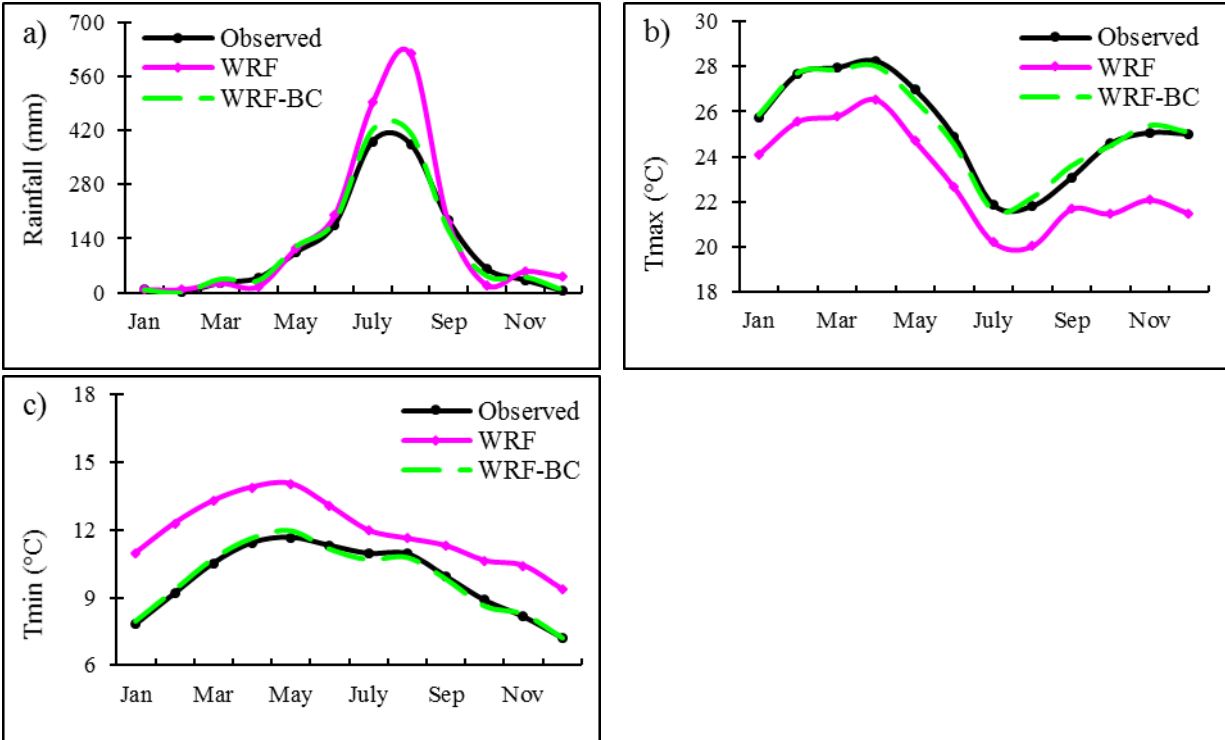 a)
Rainfall (mm)
700
560
420
280
140
0
Observed
WRF
WRF-BC
Jan Mar May July Sep Nov
b)
Tmax (°C)
30
28
26
24
22
20
18
Observed
WRF
WRF-BC
Jan Mar May July Sep Nov
c)
Tmin (°C)
18
15
12
9
6
Observed
WRF
WRF-BC
Jan Mar May July Sep Nov